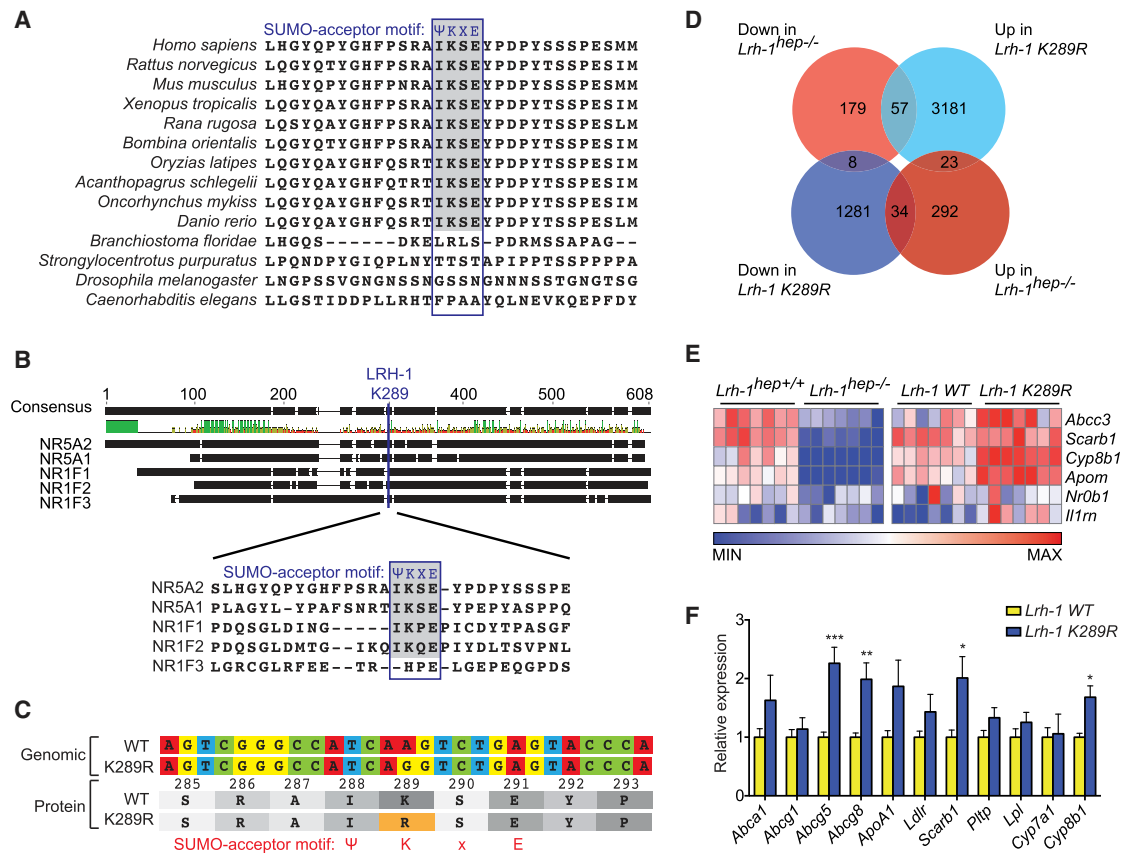 A
SUMO-acceptor motif: ΨKXE
Homo sapiens LHGYQPYGHFPSRAIKSEYPDPYSSSPESMM
Rattus norvegicus LQGYQTYGHFPSRAIKSEYPDPYTSSPESIM
Mus musculus LHGYQPYGHFPSRAIKSEYPDPYSSSPESMM
Xenopus tropicalis LQGYQAYGHFPSRAIKSEYPDPYTSSPESIM
Rana rugosa LQSYQAYGHFPSRAIKSEYPDPYTSSPESLM
Bombina orientalis LQGYQAYGHFPSRAIKSEYPDPYTSSPESIM
Oryzias latipes LQGYQAYGHFQSRTIKSEYPDPYTSSPESIM
Acanthopagrus schlegelii LQGYQAYGHFQTRTIKSEYPDPYTSSPESIM
Oncorhynchus mykiss LQGYQAYGHFQSRTIKSEYPDPYTSSPESIM
Danio rerio LQGYQAYGHFQSRTIKSEYPDPYTSSPESLM
Branchiostoma floridae LHGQS------DKELRLS-PDRMSSAPAG--
Strongylocentrotus purpuratus LPQNDPYGIQPLNYTTSTAPIPPTSSPPPPA
Drosophila melanogaster LNGPSSVGNGNSSNGSSNGNNNSSTGNGTSG
Caenorhabditis elegans LLGSTIDDPLLRHTFPAAYQLNEVKQEPFDY
B
LRH-1
K289
1 100 200 400 500 608
Consensus
NR5A2
NR5A1
NR1F1
NR1F2
NR1F3
SUMO-acceptor motif: ΨKXE
NR5A2 SLHGYQPYGHFPSRAIKSE-YPDPYSSSPE
NR5A1 PLAGYL-YPAFSNRTIKSE-YPEPYASPPQ
NR1F1 PDQSGLDING-----IKPEPICDYTPASGF
NR1F2 PDQSGLDMTG---IKQIKQEPIYDLTSVPNL
NR1F3 LGRCGLRFEE--TR--HPE-LGEPEQGPDS
C
Genomic
WT AGTCGGGCCATCAAGTCTGAGTACCCA
K289R AGTCGGGCCATCAGGTCTGAGTACCCA
285 286 287 288 289 290 291 292 293
Protein
WT S R A I K S E Y P
K289R S R A I R S E Y P
SUMO-acceptor motif: Ψ K x E
D
Down in
Lrh-1hep-/-
Up in
Lrh-1 K289R
179 57 3181
8 23
1281 34 292
Down in
Lrh-1 K289R
Up in
Lrh-1hep-/-
E
Lrh-1hep+/+ Lrh-1hep-/- Lrh-1 WT Lrh-1 K289R
Abcc3
Scarb1
Cyp8b1
Apom
Nr0b1
Il1rn
MIN MAX
F
Lrh-1 WT
Lrh-1 K289R
Relative expression
3
2
1
0
*** ** * *
Abca1 Abcg1 Abcg5 Abcg8 ApoA1 Ldlr Scarb1 Pltp Lpl Cyp7a1 Cyp8b1